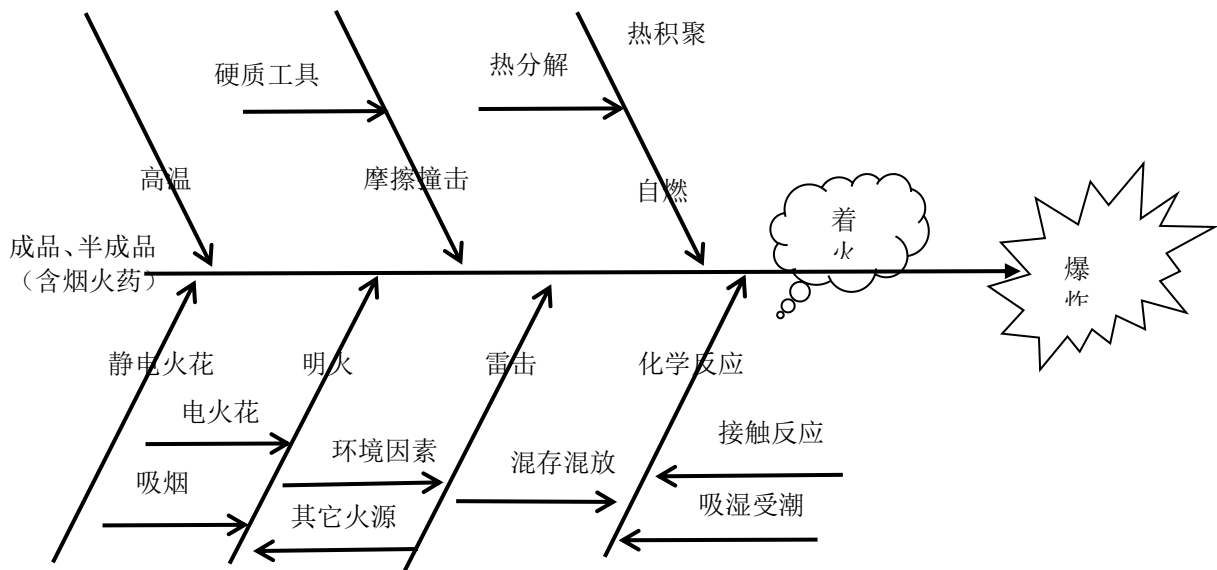 热积聚
热分解
硬质工具
高温
摩擦撞击
自燃
着
火
成品、半成品
（含烟火药）
爆
炸
静电火花
明火
雷击
化学反应
电火花
接触反应
环境因素
混存混放
吸烟
吸湿受潮
其它火源